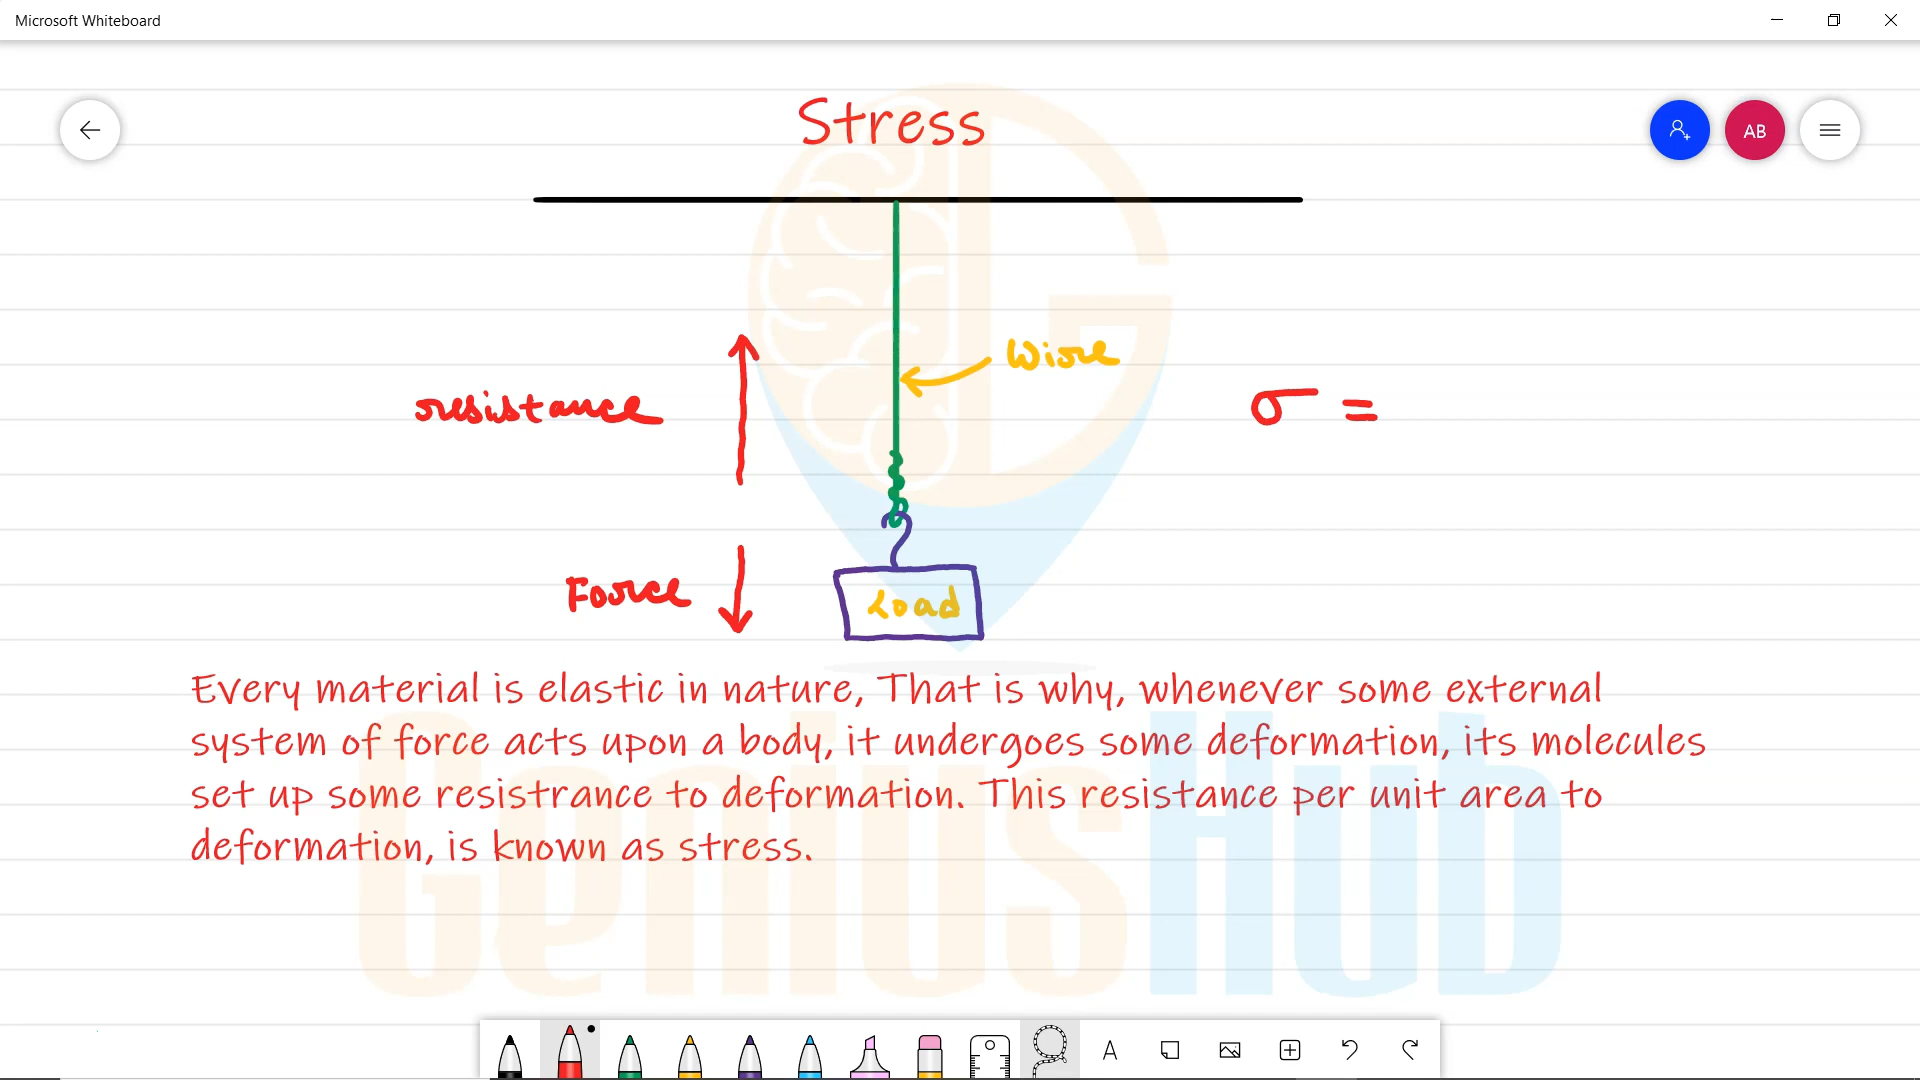 Microsoft Whiteboard
Stress
AB
Wire
resistance
σ =
Force
Load
Every material is elastic in nature, That is why, whenever some external
system of force acts upon a body, it undergoes some deformation, its molecules
set up some resistrance to deformation. This resistance per unit area to
deformation, is known as stress.
GeniusHub
A